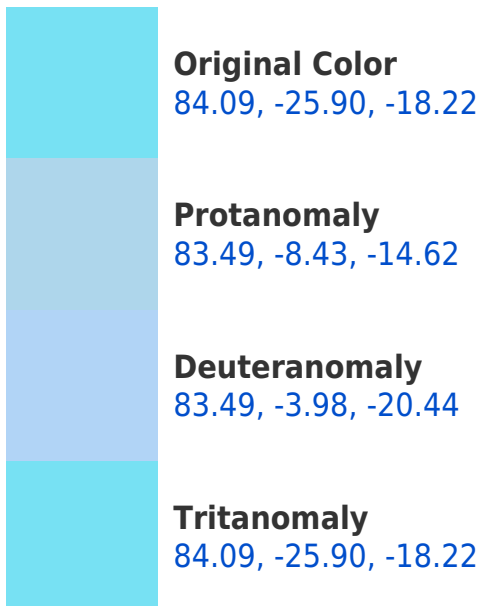 Original Color
84.09, -25.90, -18.22
Protanomaly
83.49, -8.43, -14.62
Deuteranomaly
83.49, -3.98, -20.44
Tritanomaly
84.09, -25.90, -18.22